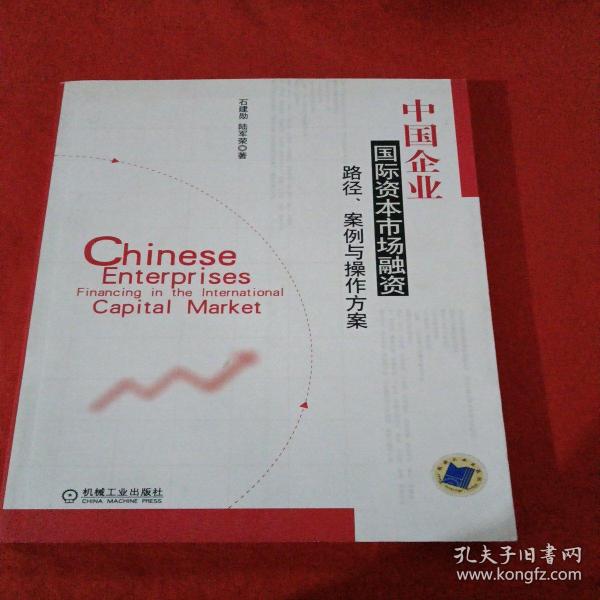 中国企业
国际资本市场融资
路径、案例与操作方案
石建勋 陆军荣◎著
Chinese
Enterprises
Financing in the International
Capital Market
机械工业出版社
CHINA MACHINE PRESS
孔夫子旧书网
www.kongfz.com